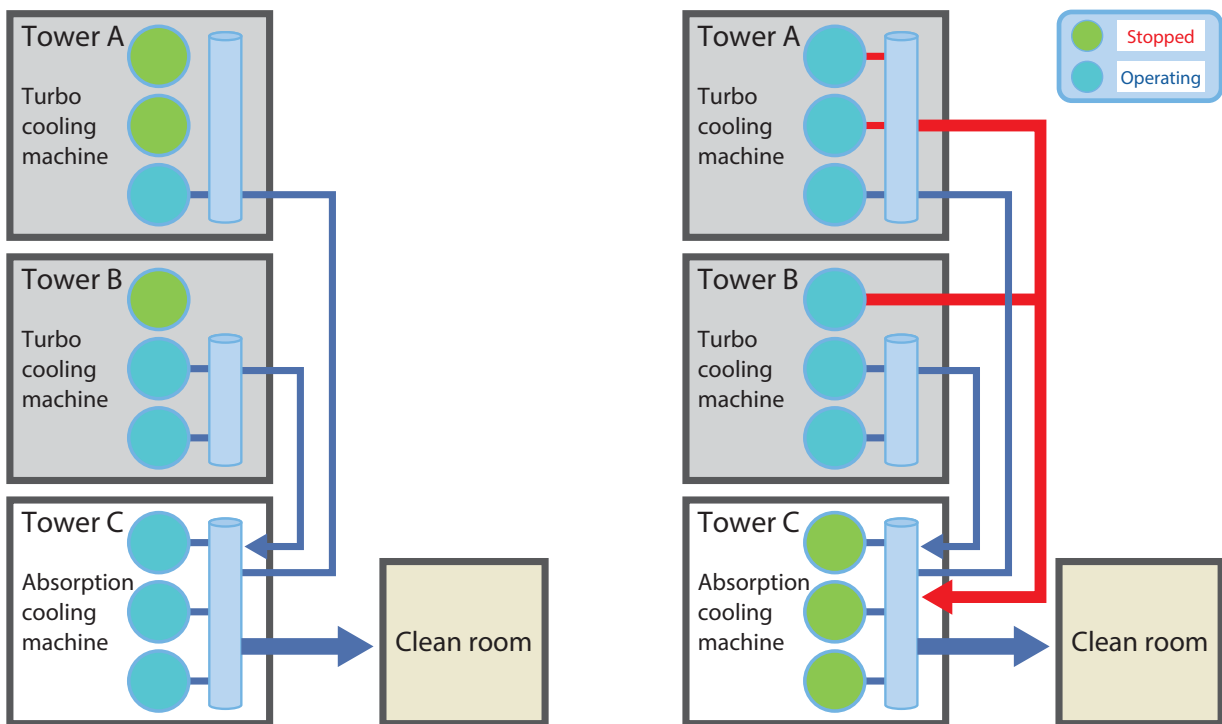 Tower A
Turbo
cooling
machine
Tower B
Turbo
cooling
machine
Tower C
Absorption
cooling
machine
Clean room
Tower A
Turbo
cooling
machine
Tower B
Turbo
cooling
machine
Tower C
Absorption
cooling
machine
Clean room
Stopped
Operating